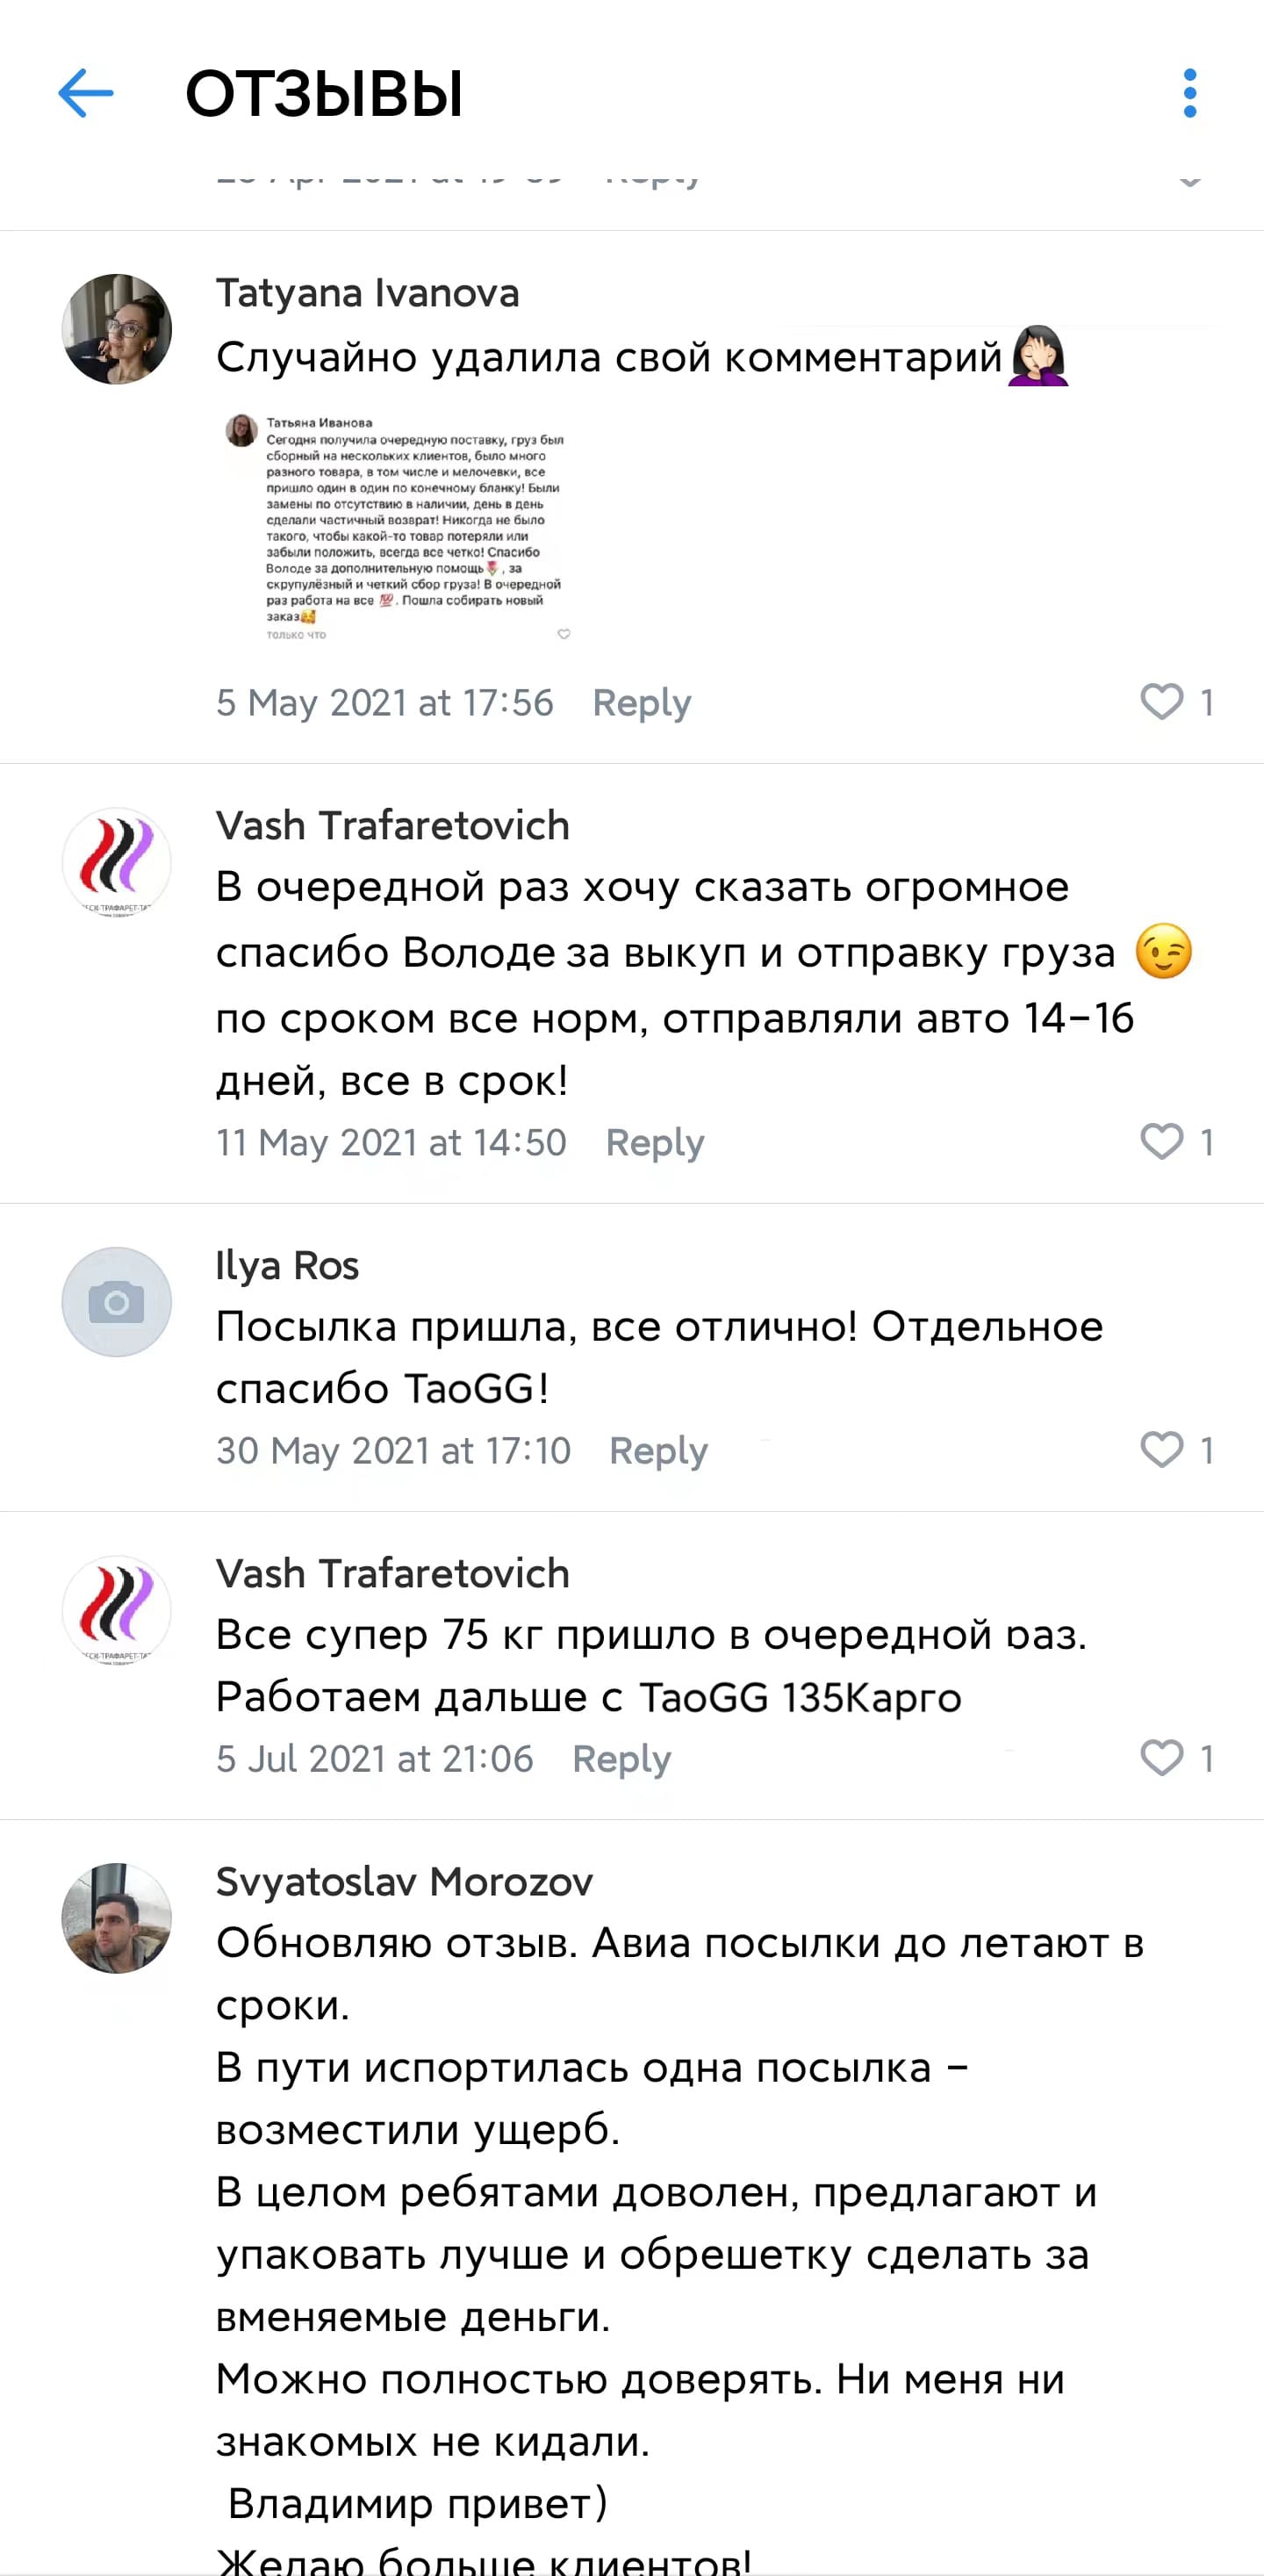 ОТЗЫВЫ
Tatyana Ivanova
Случайно удалила свой комментарий🤦🏻‍♀️
Татьяна Иванова
Сегодня получила очередную поставку, груз был
сборный на нескольких клиентов, было много
разного товара, в том числе и мелочевки, все
пришло один в один по конечному бланку! Были
замены по отсутствию в наличии, день в день
сделали частичный возврат! Никогда не было
такого, чтобы какой-то товар потеряли или
забыли положить, всегда все четко! Спасибо
Володе за дополнительную помощь🌷, за
скрупулёзный и четкий сбор груза! В очередной
раз работа на все 💯. Пошла собирать новый
заказ🥰
только что
5 May 2021 at 17:56 Reply 1
Vash Trafaretovich
В очередной раз хочу сказать огромное
спасибо Володе за выкуп и отправку груза 😉
по сроком все норм, отправляли авто 14-16
дней, все в срок!
11 May 2021 at 14:50 Reply 1
Ilya Ros
Посылка пришла, все отлично! Отдельное
спасибо TaoGG!
30 May 2021 at 17:10 Reply 1
Vash Trafaretovich
Все супер 75 кг пришло в очередной раз.
Работаем дальше с TaoGG 135Карго
5 Jul 2021 at 21:06 Reply 1
Svyatoslav Morozov
Обновляю отзыв. Авиа посылки до летают в
сроки.
В пути испортилась одна посылка –
возместили ущерб.
В целом ребятами доволен, предлагают и
упаковать лучше и обрешетку сделать за
вменяемые деньги.
Можно полностью доверять. Ни меня ни
знакомых не кидали.
Владимир привет)
Желаю больше клиентов!